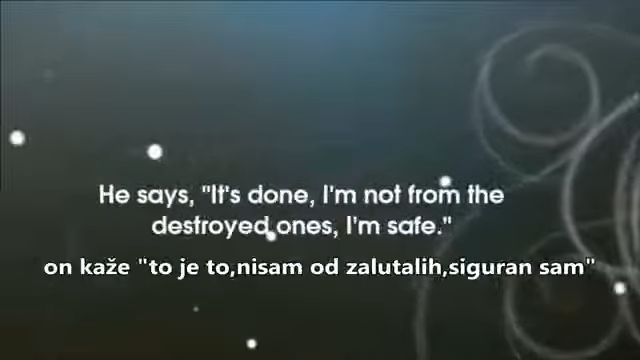 He says, "It's done, I'm not from the
destroyed ones, I'm safe."
on kaže "to je to,nisam od zalutalih,siguran sam"